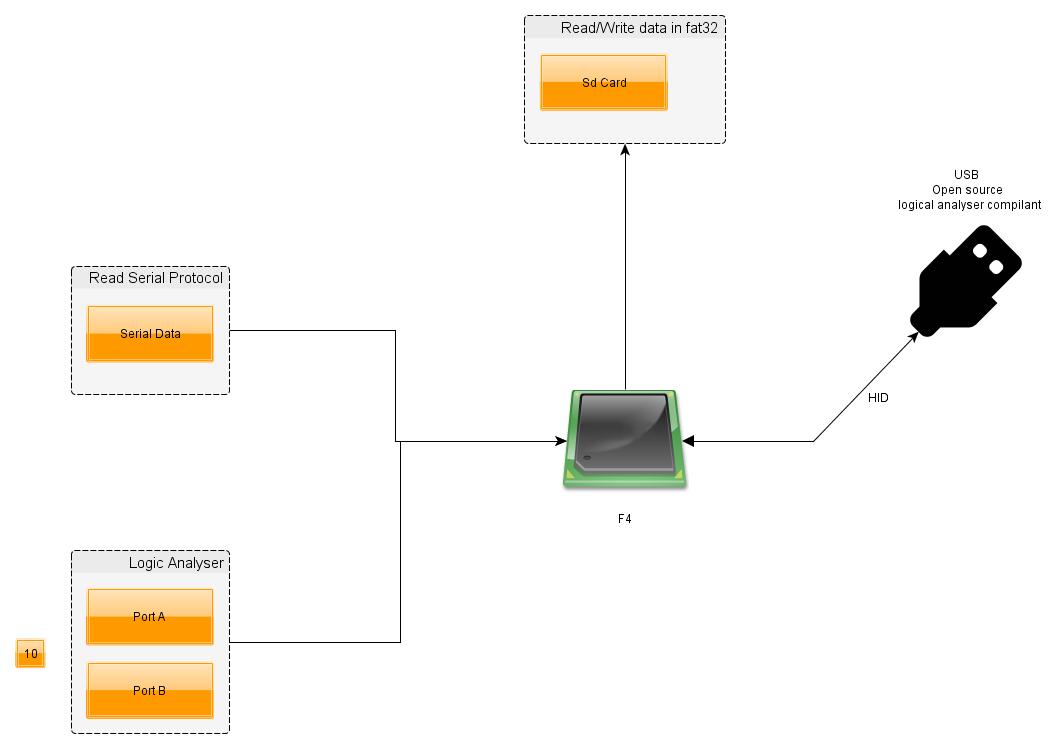 Read/Write data in fat32
Sd Card
USB
Open source
logical analyser compilant
Read Serial Protocol
Serial Data
HID
F4
Logic Analyser
Port A
10
Port B